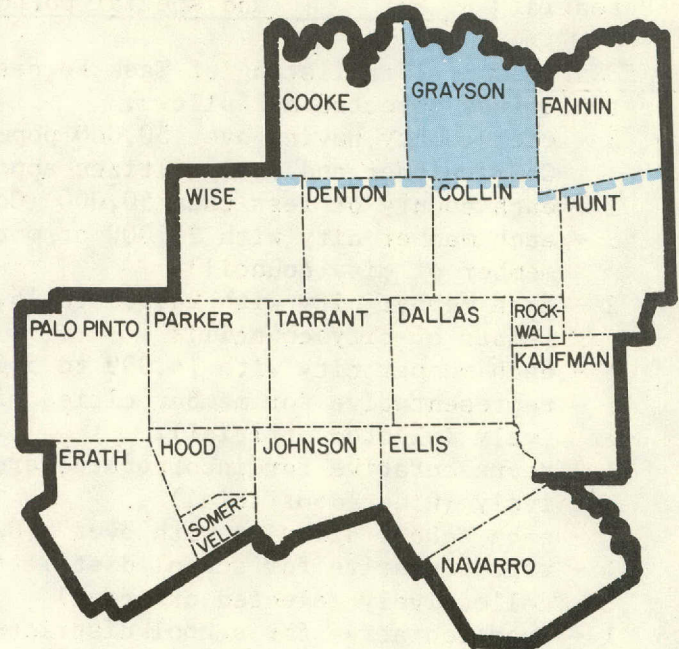 COOKE
GRAYSON
FANNIN
WISE
DENTON
COLLIN
HUNT
PALO PINTO
PARKER
TARRANT
DALLAS
ROCK-
WALL
KAUFMAN
ERATH
HOOD
JOHNSON
ELLIS
SOMER-
VELL
NAVARRO